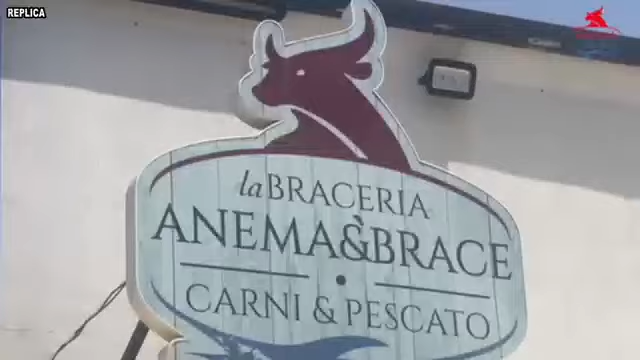 REPLICA
la BRACERIA
ANEMA&BRACE
CARNI & PESCATO